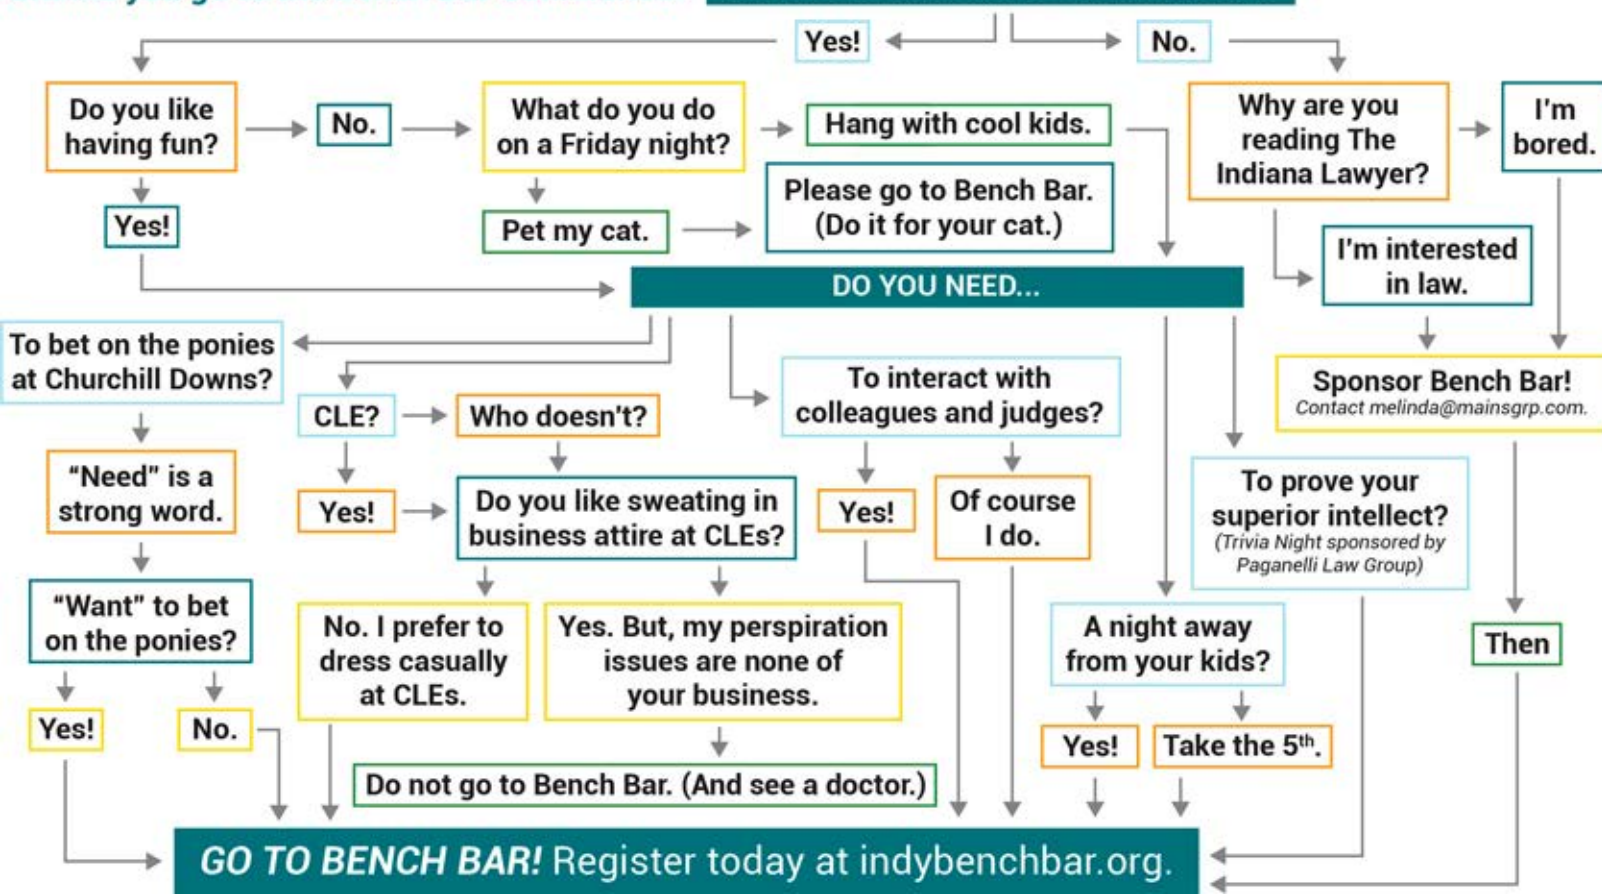 Yes!
No.
Do you like
having fun?
No.
What do you do
on a Friday night?
Hang with cool kids.
Why are you
reading The
Indiana Lawyer?
I'm
bored.
Yes!
Pet my cat.
Please go to Bench Bar.
(Do it for your cat.)
I'm interested
in law.
DO YOU NEED...
To bet on the ponies
at Churchill Downs?
CLE?
Who doesn't?
To interact with
colleagues and judges?
Sponsor Bench Bar!
Contact melinda@mainsgrp.com.
"Need" is a
strong word.
Yes!
Do you like sweating in
business attire at CLEs?
Yes!
Of course
I do.
To prove your
superior intellect?
(Trivia Night sponsored by
Paganelli Law Group)
"Want" to bet
on the ponies?
No. I prefer to
dress casually
at CLEs.
Yes. But, my perspiration
issues are none of
your business.
A night away
from your kids?
Then
Yes!
No.
Yes!
Take the 5th.
Do not go to Bench Bar. (And see a doctor.)
GO TO BENCH BAR! Register today at indybenchbar.org.